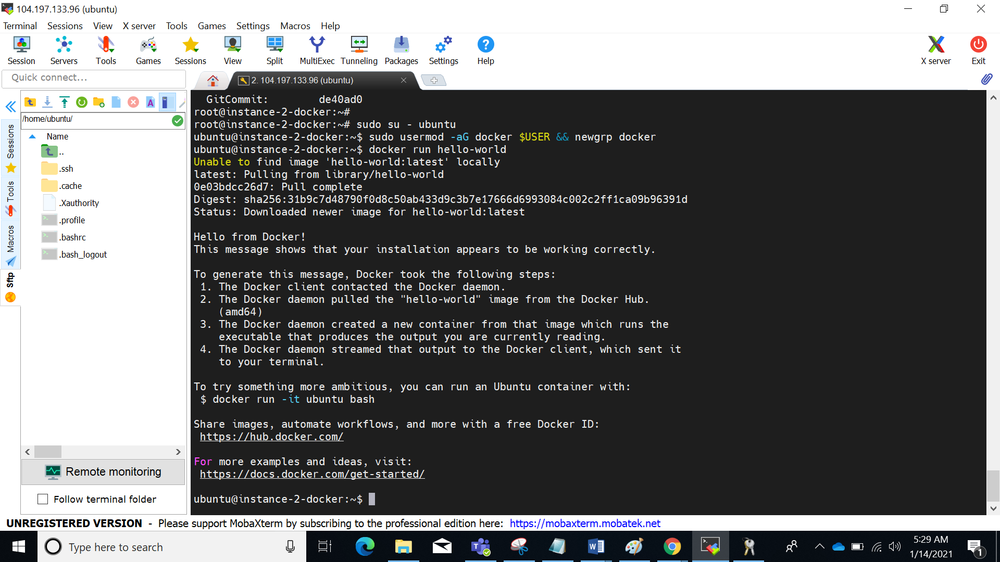 104.197.133.96 (ubuntu)
Terminal Sessions View X server Tools Games Settings Macros Help
Session Servers Tools Games Sessions View Split MultiExec Tunneling Packages Settings Help X server Exit
Quick connect...
2. 104.197.133.96 (ubuntu)
/home/ubuntu/
Name
..
.ssh
.cache
.Xauthority
.profile
.bashrc
.bash_logout
Sessions
Tools
Macros
Sftp
Remote monitoring
Follow terminal folder
GitCommit: de40ad0
root@instance-2-docker:~#
root@instance-2-docker:~# sudo su - ubuntu
ubuntu@instance-2-docker:~$ sudo usermod -aG docker $USER && newgrp docker
ubuntu@instance-2-docker:~$ docker run hello-world
Unable to find image 'hello-world:latest' locally
latest: Pulling from library/hello-world
0e03bdcc26d7: Pull complete
Digest: sha256:31b9c7d48790f0d8c50ab433d9c3b7e17666d6993084c002c2ff1ca09b96391d
Status: Downloaded newer image for hello-world:latest
Hello from Docker!
This message shows that your installation appears to be working correctly.
To generate this message, Docker took the following steps:
1. The Docker client contacted the Docker daemon.
2. The Docker daemon pulled the "hello-world" image from the Docker Hub.
(amd64)
3. The Docker daemon created a new container from that image which runs the
executable that produces the output you are currently reading.
4. The Docker daemon streamed that output to the Docker client, which sent it
to your terminal.
To try something more ambitious, you can run an Ubuntu container with:
$ docker run -it ubuntu bash
Share images, automate workflows, and more with a free Docker ID:
https://hub.docker.com/
For more examples and ideas, visit:
https://docs.docker.com/get-started/
ubuntu@instance-2-docker:~$
UNREGISTERED VERSION - Please support MobaXterm by subscribing to the professional edition here: https://mobaxterm.mobatek.net
Type here to search
5:29 AM
1/14/2021
1